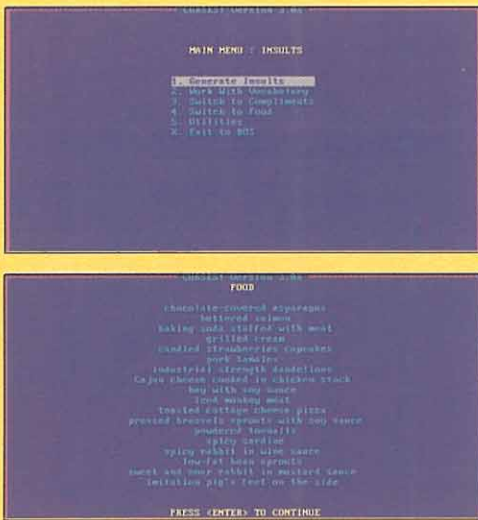 MAIN MENU : INSULTS
1. Generate Insults
2. Work With Vocabulary
3. Switch to Compliments
4. Switch to Food
5. Utilities
X. Exit to DOS
FOOD
chocolate-covered asparagus
buttered salmon
baking soda stuffed with meat
grilled cream
candied strawberries cupcakes
pork tamales
industrial strength dandelions
Cajun cheese cooked in chicken stock
hay with soy sauce
monkey meat
toasted cottage cheese pizza
pressed brussels sprouts with soy sauce
powdered
spicy sardine
spicy rabbit in wine sauce
low-fat bean sprouts
sweet and sour rabbit in mustard sauce
imitation pig's feet on the side
PRESS <ENTER> TO CONTINUE